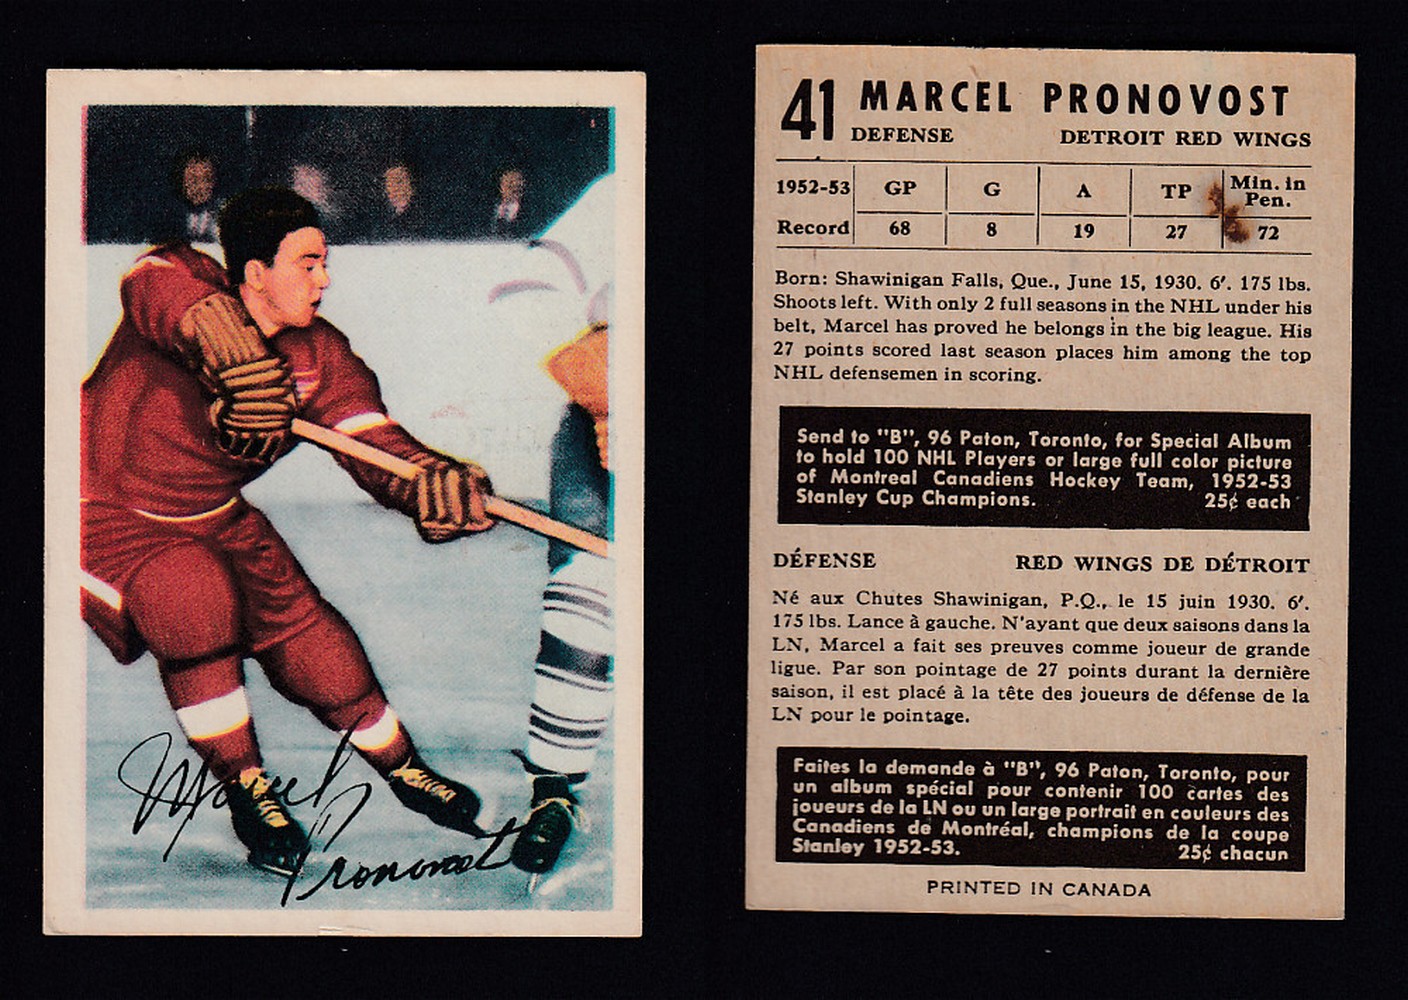 Marcel
Pronovost
41 MARCEL PRONOVOST
DEFENSE DETROIT RED WINGS
1952-53 GP G A TP Min. in Pen.
Record 68 8 19 27 72
Born: Shawinigan Falls, Que., June 15, 1930. 6'. 175 lbs.
Shoots left. With only 2 full seasons in the NHL under his
belt, Marcel has proved he belongs in the big league. His
27 points scored last season places him among the top
NHL defensemen in scoring.
Send to "B", 96 Paton, Toronto, for Special Album
to hold 100 NHL Players or large full color picture
of Montreal Canadiens Hockey Team, 1952-53
Stanley Cup Champions. 25¢ each
DÉFENSE RED WINGS DE DÉTROIT
Né aux Chutes Shawinigan, P.Q., le 15 juin 1930. 6'.
175 lbs. Lance à gauche. N'ayant que deux saisons dans la
LN, Marcel a fait ses preuves comme joueur de grande
ligue. Par son pointage de 27 points durant la dernière
saison, il est placé à la tête des joueurs de défense de la
LN pour le pointage.
Faites la demande à "B", 96 Paton, Toronto, pour
un album spécial pour contenir 100 cartes des
joueurs de la LN ou un large portrait en couleurs des
Canadiens de Montréal, champions de la coupe
Stanley 1952-53. 25¢ chacun
PRINTED IN CANADA